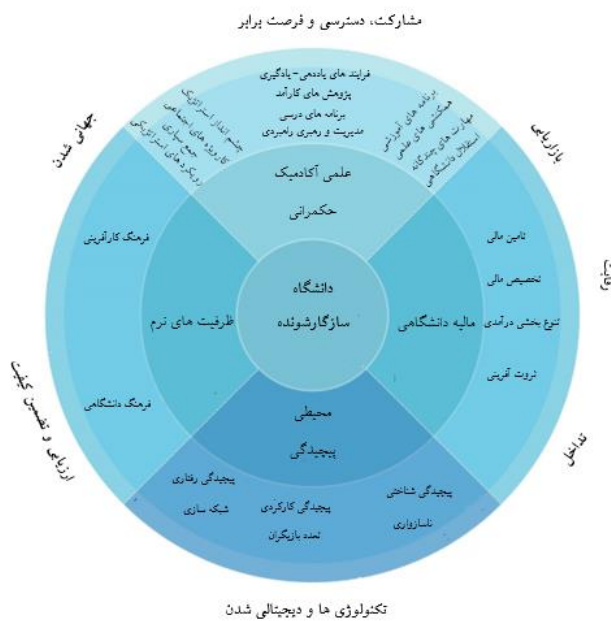 مشارکت، دسترسی و فرصت برابر
فرایند های یاددهی-یادگیری
پژوهش های کارآمد
برنامه های درسی
مدیریت و رهبری راهبردی
چشم انداز استراتژیک
کارویژه های اجتماعی
جمع سپاری
رویکردهای استراتژیکی
برنامه های آموزشی
همکنشی های علمی
مهارت های چندگانه
استقلال دانشگاهی
جهانی شدن
بازاریابی
علمی آکادمیک
حکمرانی
فرهنگ کارآفرینی
فرهنگ دانشگاهی
ظرفیت های نرم
دانشگاه
سازگارشونده
مالیه دانشگاهی
تامین مالی
تخصیص مالی
تنوع بخشی درآمدی
ثروت آفرینی
رقابت
محیطی
پیچیدگی
ارزیابی و تضمین کیفیت
تداخل
پیچیدگی رفتاری
شبکه سازی
پیچیدگی کارکردی
تعدد بازیگران
پیچیدگی شناختی
ناسازواری
تکنولوژی ها و دیجیتالی شدن